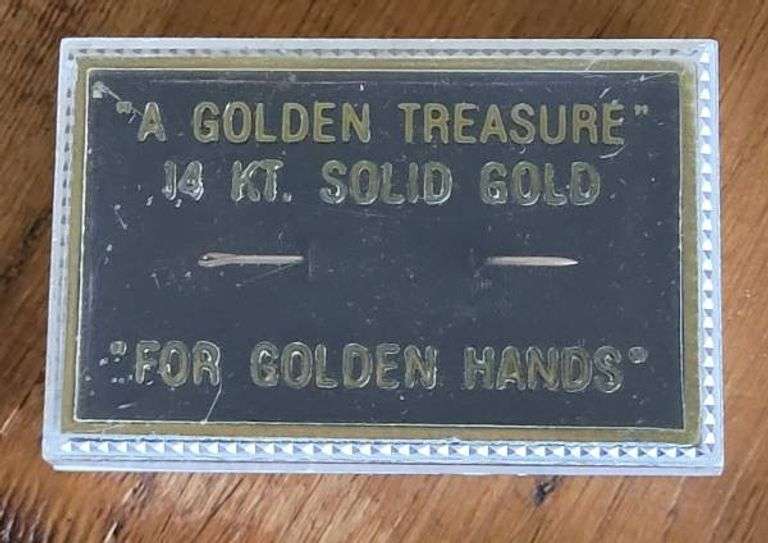 "A GOLDEN TREASURE"
14 KT. SOLID GOLD
"FOR GOLDEN HANDS"